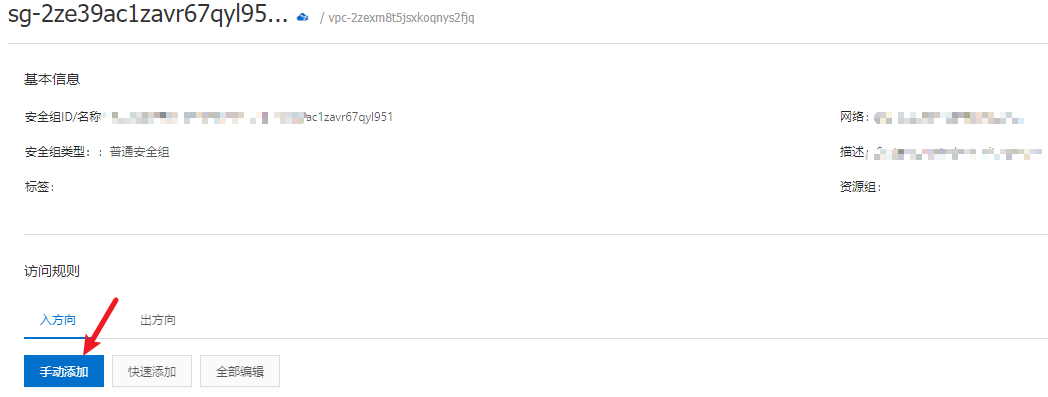 sg-2ze39ac1zavr67qyl95... / vpc-2zexm8t5jsxkoqnys2fjq
基本信息
安全组ID/名称 ac1zavr67qyl951 网络：
安全组类型：：普通安全组 描述：
标签： 资源组：
访问规则
入方向 出方向
手动添加 快速添加 全部编辑